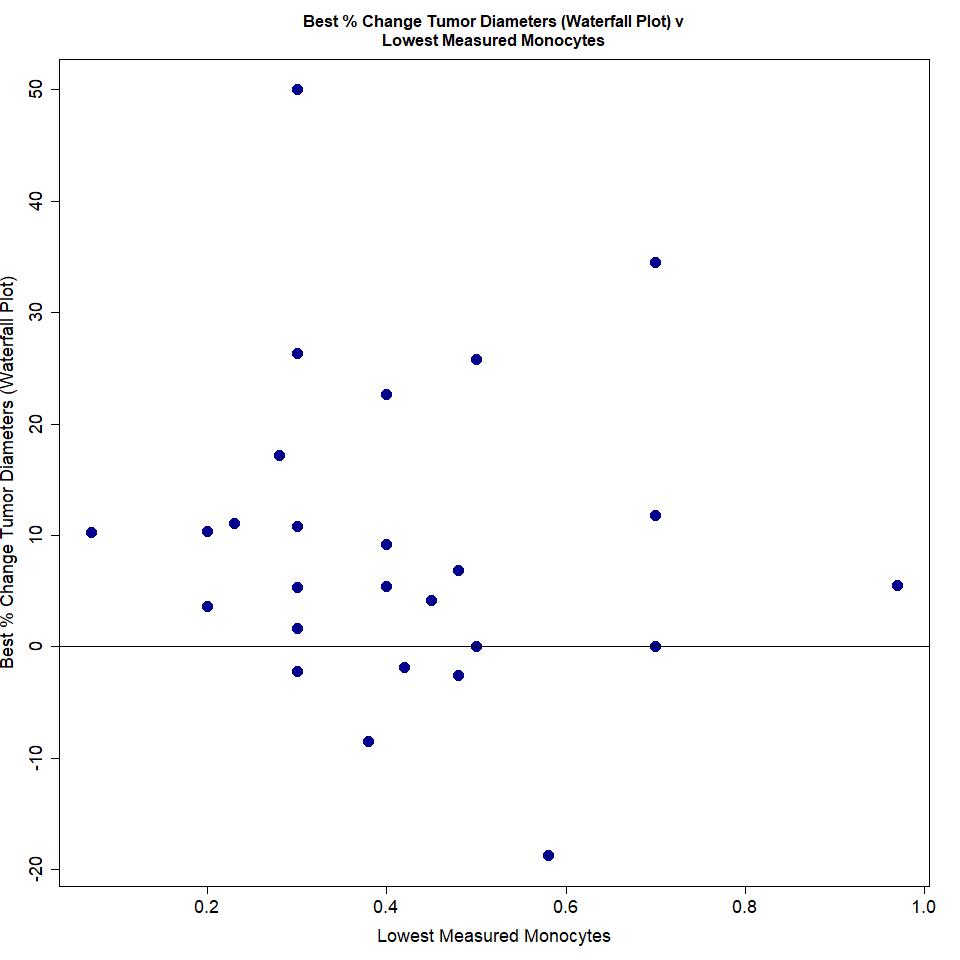 Best % Change Tumor Diameters (Waterfall Plot) v
Lowest Measured Monocytes
Best % Change Tumor Diameters (Waterfall Plot)
50
40
30
20
10
0
-10
-20
0.2 0.4 0.6 0.8 1.0
Lowest Measured Monocytes